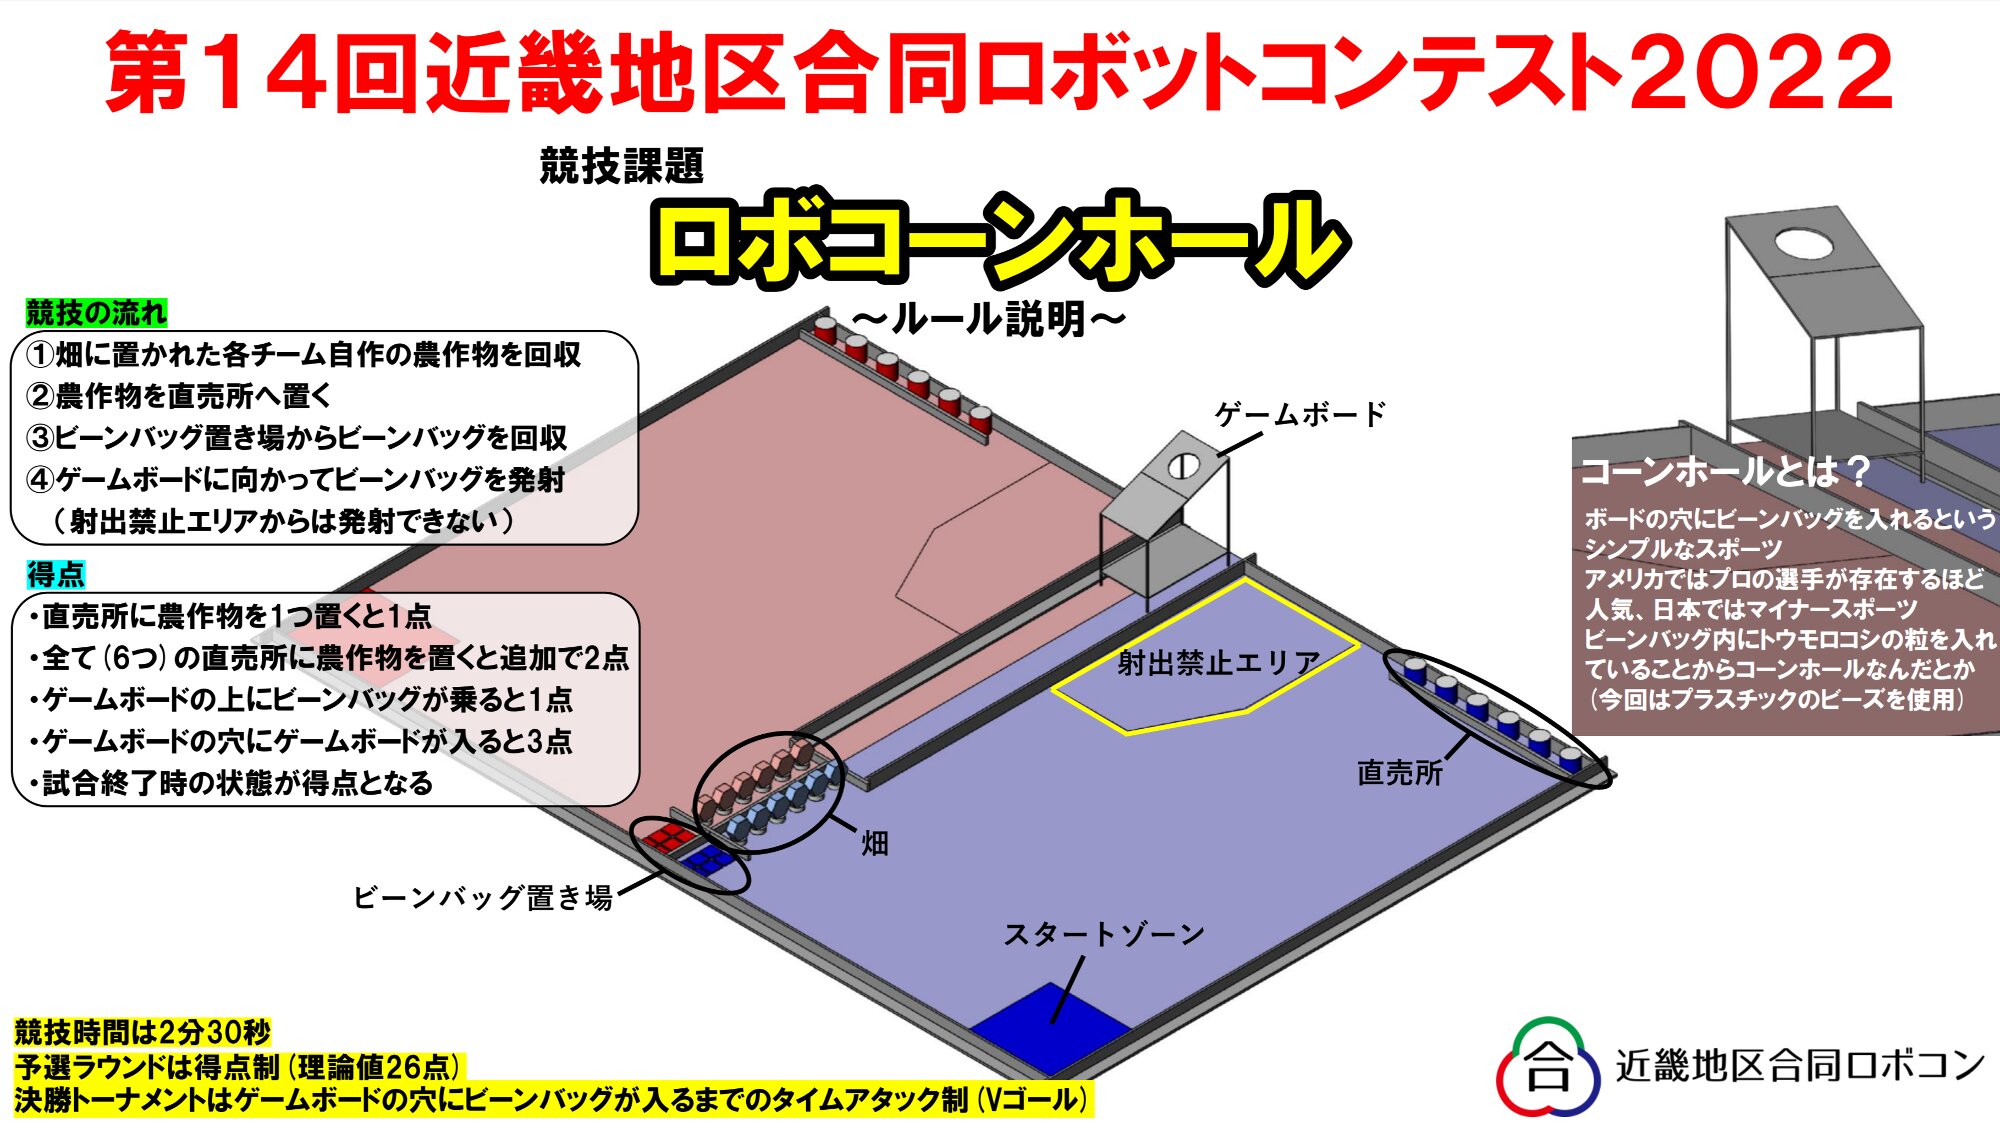 第14回近畿地区合同ロボットコンテスト2022
競技課題
ロボコーンホール
～ルール説明～
競技の流れ
①畑に置かれた各チーム自作の農作物を回収
②農作物を直売所へ置く
③ビーンバッグ置き場からビーンバッグを回収
④ゲームボードに向かってビーンバッグを発射
（射出禁止エリアからは発射できない）
得点
・直売所に農作物を1つ置くと1点
・全て(6つ)の直売所に農作物を置くと追加で2点
・ゲームボードの上にビーンバッグが乗ると1点
・ゲームボードの穴にゲームボードが入ると3点
・試合終了時の状態が得点となる
ゲームボード
射出禁止エリア
直売所
畑
ビーンバッグ置き場
スタートゾーン
コーンホールとは？
ボードの穴にビーンバッグを入れるという
シンプルなスポーツ
アメリカではプロの選手が存在するほど
人気、日本ではマイナースポーツ
ビーンバッグ内にトウモロコシの粒を入れ
ていることからコーンホールなんだとか
(今回はプラスチックのビーズを使用)
競技時間は2分30秒
予選ラウンドは得点制(理論値26点)
決勝トーナメントはゲームボードの穴にビーンバッグが入るまでのタイムアタック制(Vゴール)
合
近畿地区合同ロボコン